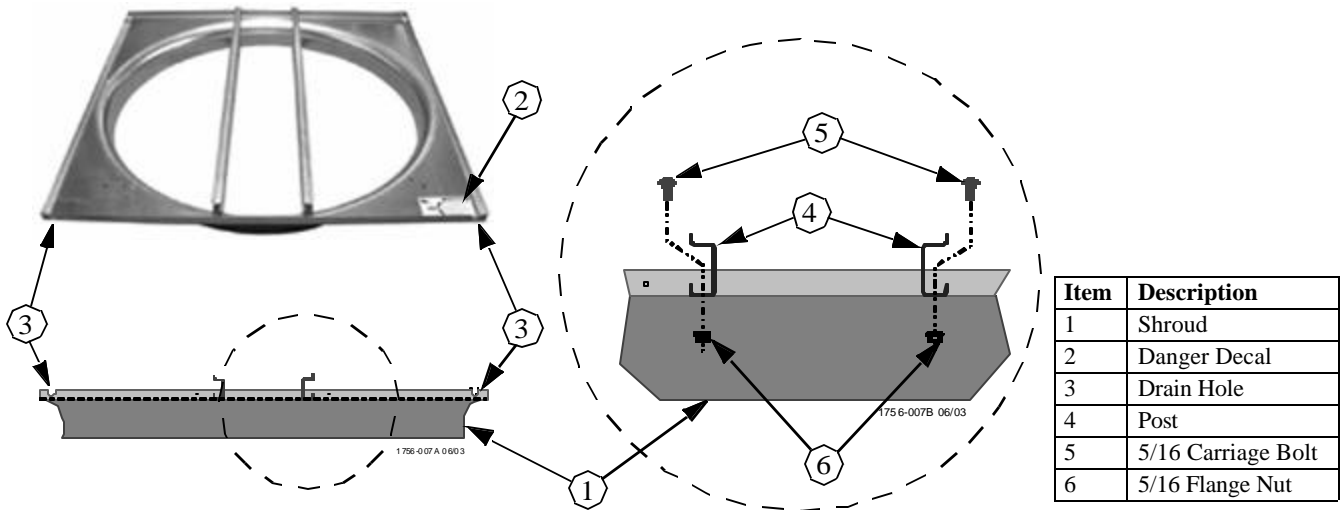 2
5
4
3
3
1756-007B 06/03
1756-007A 06/03
6
1
Item Description
1 Shroud
2 Danger Decal
3 Drain Hole
4 Post
5 5/16 Carriage Bolt
6 5/16 Flange Nut